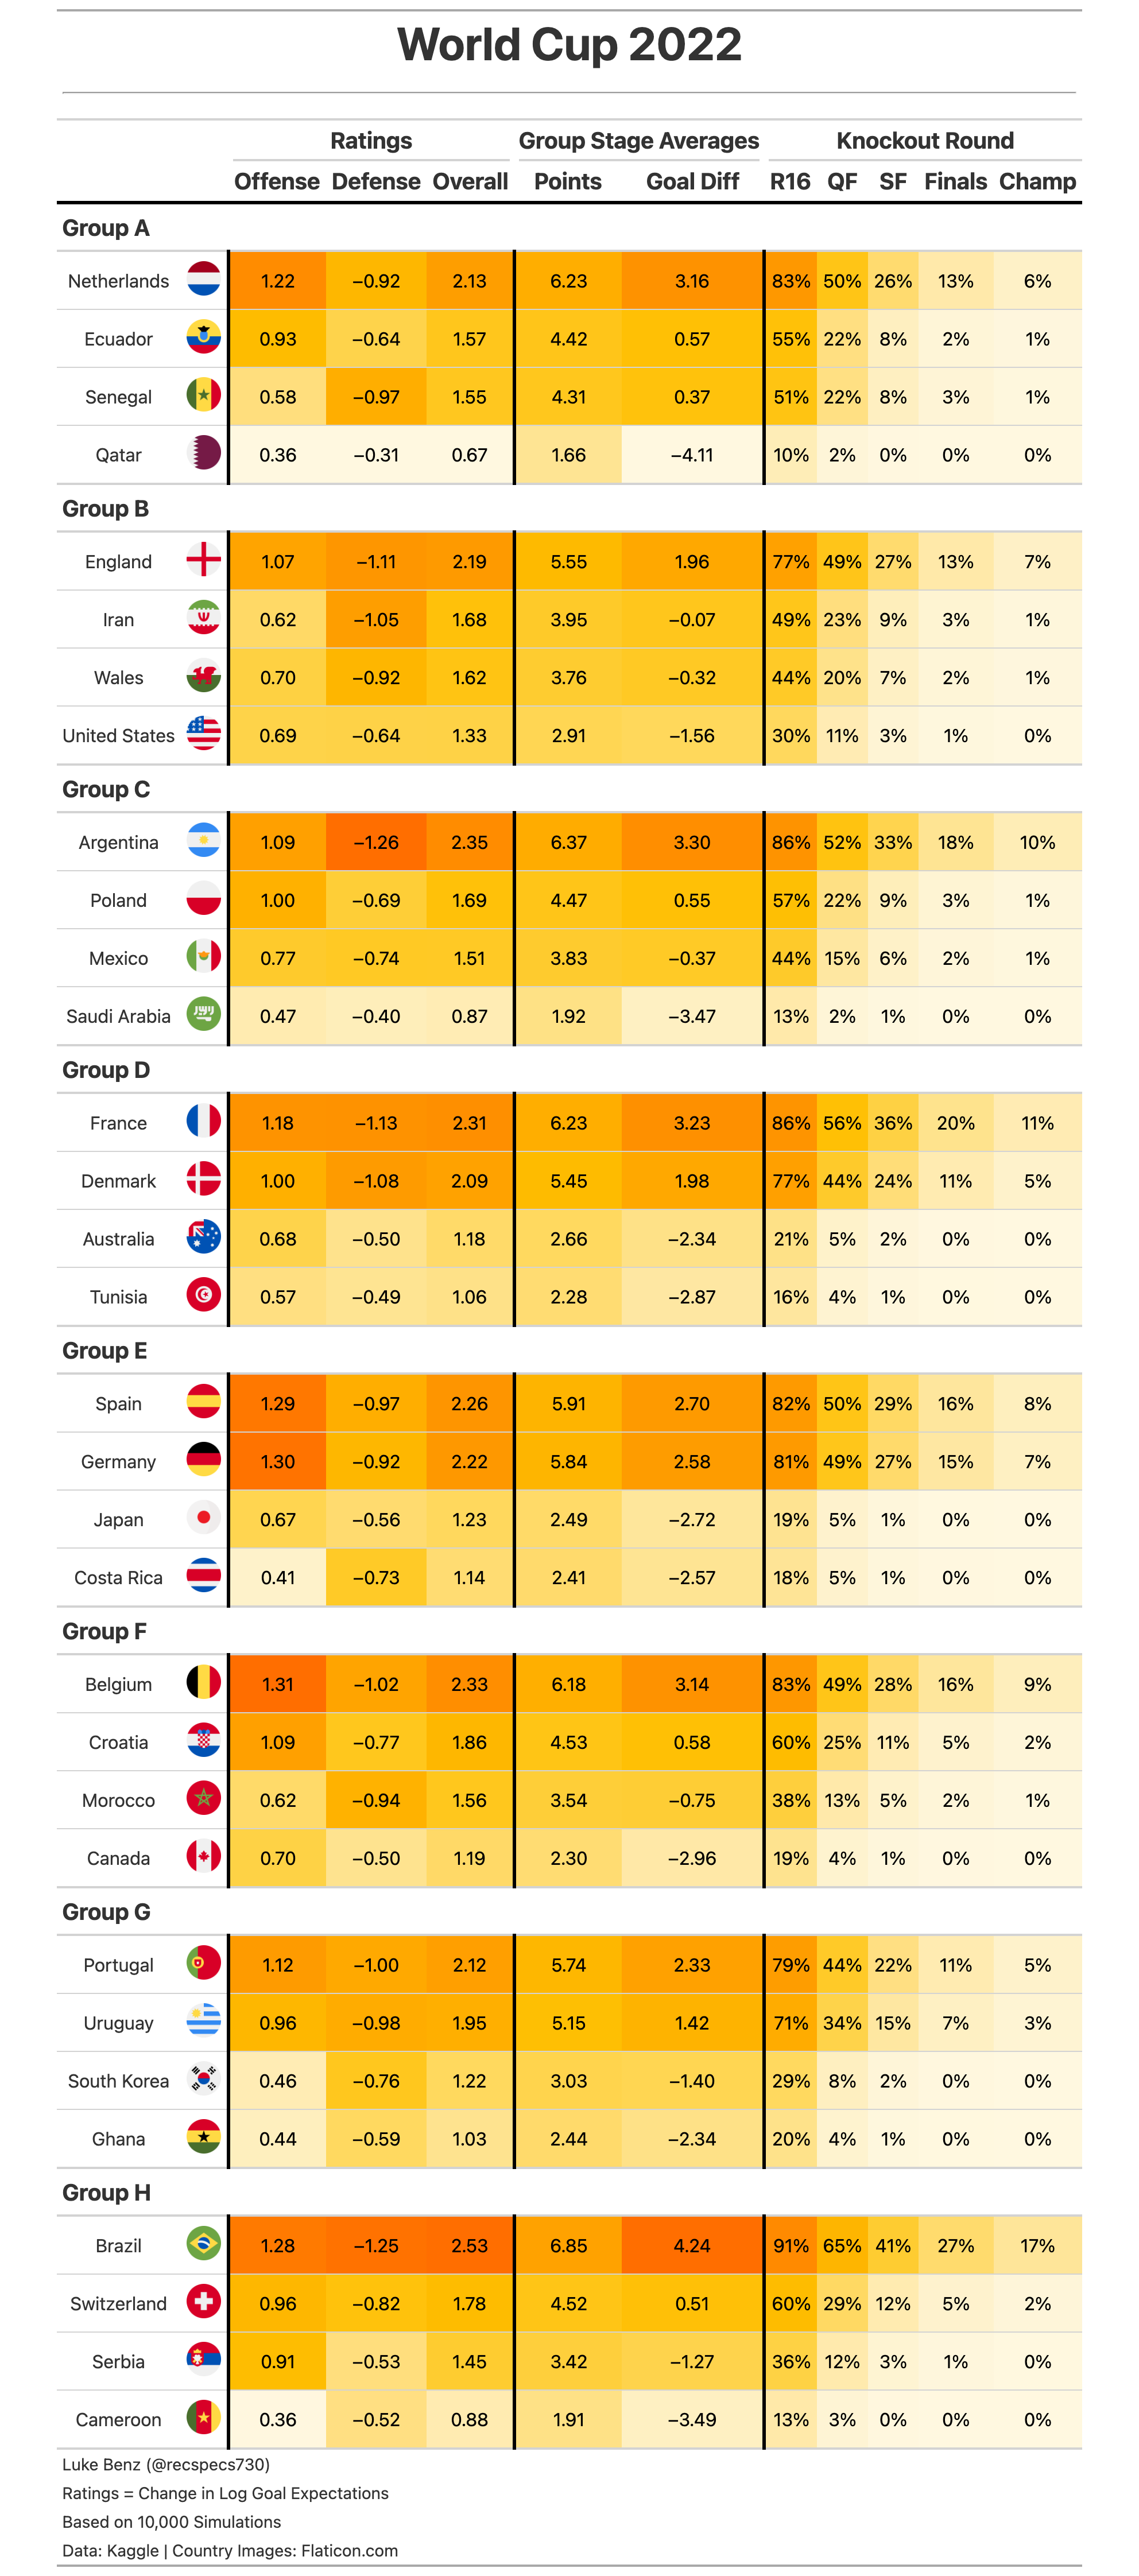 World Cup 2022
Ratings Group Stage Averages Knockout Round
Offense Defense Overall Points Goal Diff R16 QF SF Finals Champ
Group A
Netherlands 1.22 −0.92 2.13 6.23 3.16 83% 50% 26% 13% 6%
Ecuador 0.93 −0.64 1.57 4.42 0.57 55% 22% 8% 2% 1%
Senegal 0.58 −0.97 1.55 4.31 0.37 51% 22% 8% 3% 1%
Qatar 0.36 −0.31 0.67 1.66 −4.11 10% 2% 0% 0% 0%
Group B
England 1.07 −1.11 2.19 5.55 1.96 77% 49% 27% 13% 7%
Iran 0.62 −1.05 1.68 3.95 −0.07 49% 23% 9% 3% 1%
Wales 0.70 −0.92 1.62 3.76 −0.32 44% 20% 7% 2% 1%
United States 0.69 −0.64 1.33 2.91 −1.56 30% 11% 3% 1% 0%
Group C
Argentina 1.09 −1.26 2.35 6.37 3.30 86% 52% 33% 18% 10%
Poland 1.00 −0.69 1.69 4.47 0.55 57% 22% 9% 3% 1%
Mexico 0.77 −0.74 1.51 3.83 −0.37 44% 15% 6% 2% 1%
Saudi Arabia 0.47 −0.40 0.87 1.92 −3.47 13% 2% 1% 0% 0%
Group D
France 1.18 −1.13 2.31 6.23 3.23 86% 56% 36% 20% 11%
Denmark 1.00 −1.08 2.09 5.45 1.98 77% 44% 24% 11% 5%
Australia 0.68 −0.50 1.18 2.66 −2.34 21% 5% 2% 0% 0%
Tunisia 0.57 −0.49 1.06 2.28 −2.87 16% 4% 1% 0% 0%
Group E
Spain 1.29 −0.97 2.26 5.91 2.70 82% 50% 29% 16% 8%
Germany 1.30 −0.92 2.22 5.84 2.58 81% 49% 27% 15% 7%
Japan 0.67 −0.56 1.23 2.49 −2.72 19% 5% 1% 0% 0%
Costa Rica 0.41 −0.73 1.14 2.41 −2.57 18% 5% 1% 0% 0%
Group F
Belgium 1.31 −1.02 2.33 6.18 3.14 83% 49% 28% 16% 9%
Croatia 1.09 −0.77 1.86 4.53 0.58 60% 25% 11% 5% 2%
Morocco 0.62 −0.94 1.56 3.54 −0.75 38% 13% 5% 2% 1%
Canada 0.70 −0.50 1.19 2.30 −2.96 19% 4% 1% 0% 0%
Group G
Portugal 1.12 −1.00 2.12 5.74 2.33 79% 44% 22% 11% 5%
Uruguay 0.96 −0.98 1.95 5.15 1.42 71% 34% 15% 7% 3%
South Korea 0.46 −0.76 1.22 3.03 −1.40 29% 8% 2% 0% 0%
Ghana 0.44 −0.59 1.03 2.44 −2.34 20% 4% 1% 0% 0%
Group H
Brazil 1.28 −1.25 2.53 6.85 4.24 91% 65% 41% 27% 17%
Switzerland 0.96 −0.82 1.78 4.52 0.51 60% 29% 12% 5% 2%
Serbia 0.91 −0.53 1.45 3.42 −1.27 36% 12% 3% 1% 0%
Cameroon 0.36 −0.52 0.88 1.91 −3.49 13% 3% 0% 0% 0%
Luke Benz (@recspecs730)
Ratings = Change in Log Goal Expectations
Based on 10,000 Simulations
Data: Kaggle | Country Images: Flaticon.com